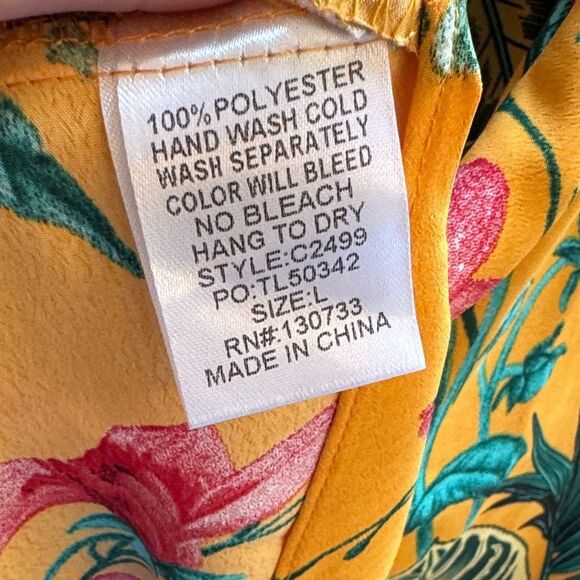 100% POLYESTER
HAND WASH COLD
WASH SEPARATELY
COLOR WILL BLEED
NO BLEACH
HANG TO DRY
STYLE:C2499
PO:TL50342
SIZE:L
RN#:130733
MADE IN CHINA